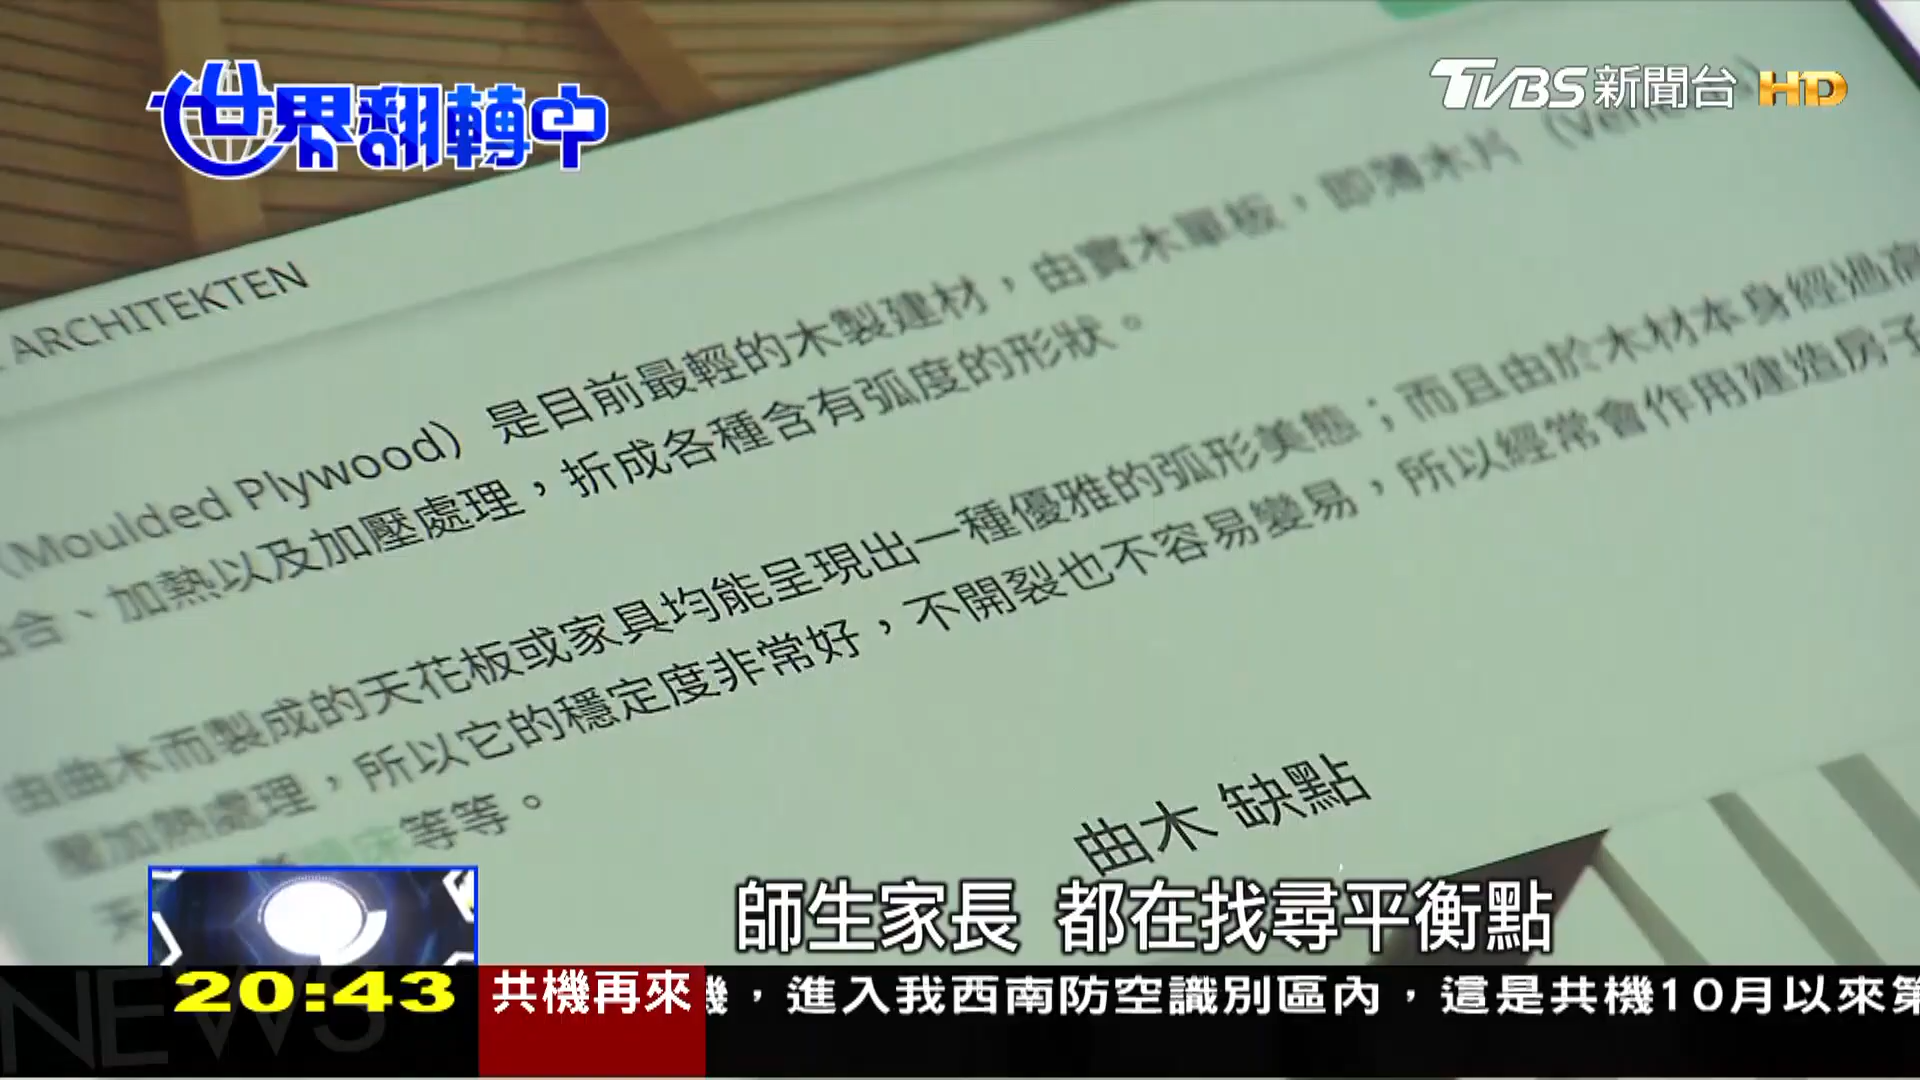 世界翻轉中
TVBS新聞台 HD
ARCHITEKTEN
(Moulded Plywood）是目前最輕的木製建材，由實木單板，即薄木片（Vene
合、加熱以及加壓處理，折成各種含有弧度的形狀。
由曲木而製成的天花板或家具均能呈現出一種優雅的弧形美態；而且由於木材本身經過高
壓加熱處理，所以它的穩定度非常好，不開裂也不容易變易，所以經常會作用建造房子
天
等等。
曲木 缺點
師生家長 都在找尋平衡點
NEWS
20:43
共機再來
機，進入我西南防空識別區內，這是共機10月以來第